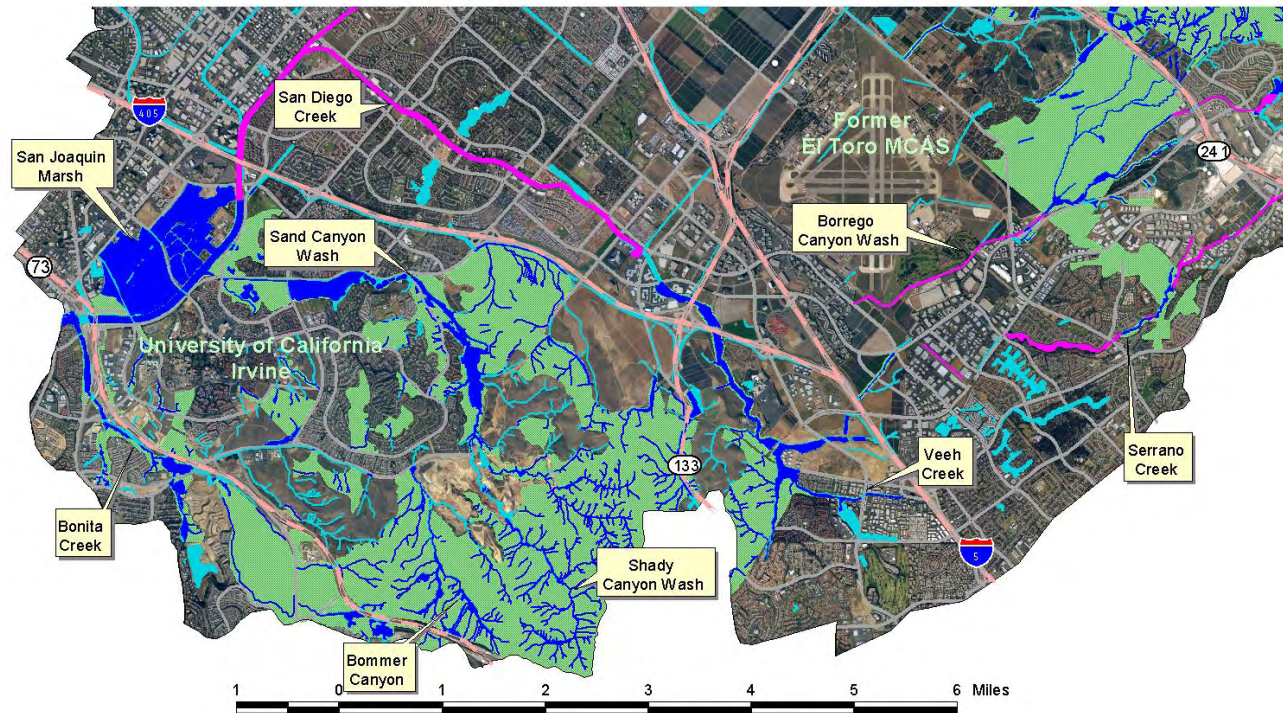 San Diego
Creek
405
San Joaquin
Marsh
Former
El Toro MCAS
241
Borrego
Canyon Wash
Sand Canyon
Wash
73
University of California
Irvine
133
Veeh
Creek
Serrano
Creek
Bonita
Creek
5
Shady
Canyon Wash
Bommer
Canyon
1 0 1 2 3 4 5 6 Miles